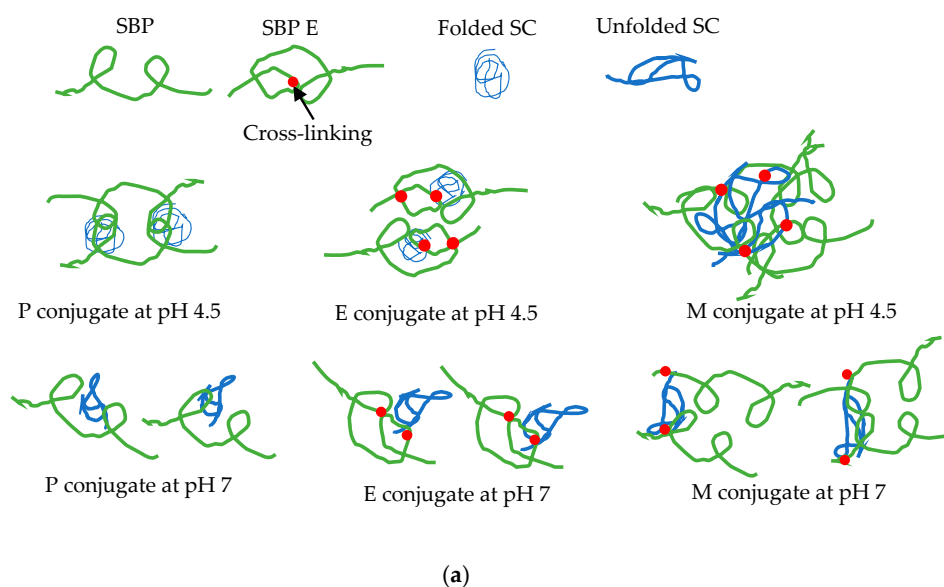 SBP
SBP E
Folded SC
Unfolded SC
Cross-linking
P conjugate at pH 4.5
E conjugate at pH 4.5
M conjugate at pH 4.5
P conjugate at pH 7
E conjugate at pH 7
M conjugate at pH 7
(a)